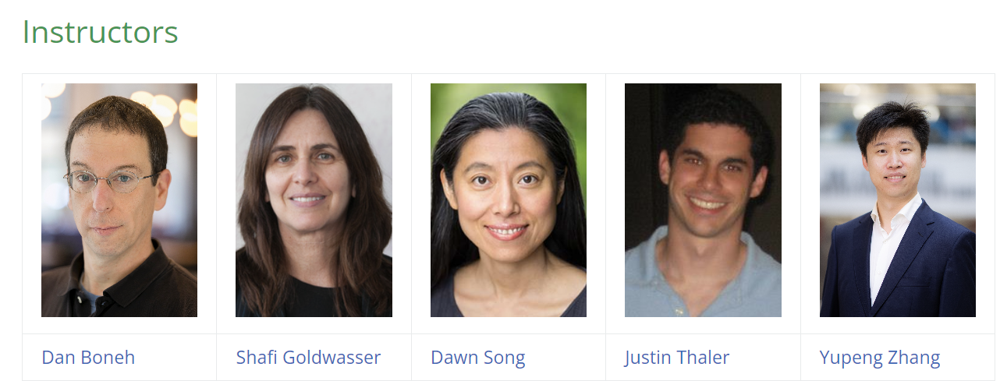 Instructors
Dan Boneh
Shafi Goldwasser
Dawn Song
Justin Thaler
Yupeng Zhang